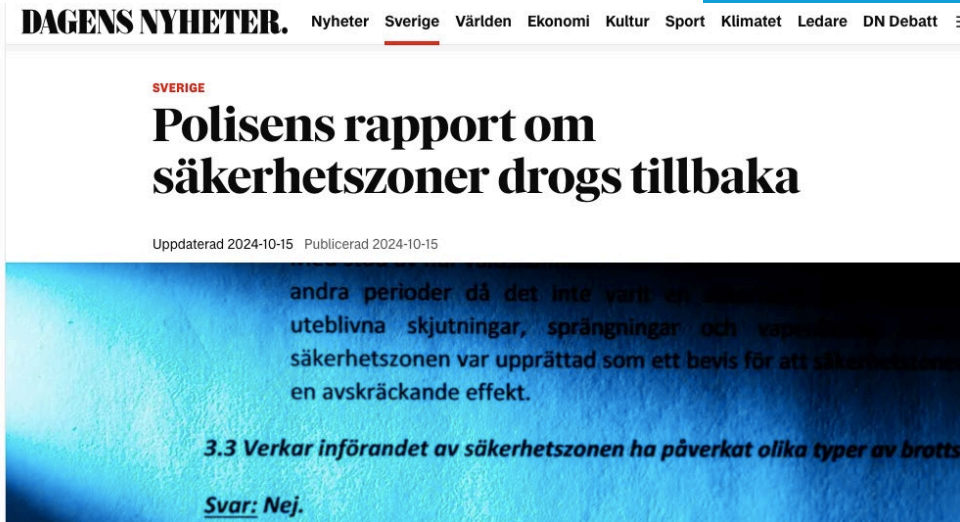 DAGENS NYHETER.
Nyheter Sverige Världen Ekonomi Kultur Sport Klimatet Ledare DN Debatt
SVERIGE
Polisens rapport om
säkerhetszoner drogs tillbaka
Uppdaterad 2024-10-15 Publicerad 2024-10-15
andra perioder då det inte varit en
uteblivna skjutningar, sprängningar och
säkerhetszonen var upprättad som ett bevis för att
en avskräckande effekt.
3.3 Verkar införandet av säkerhetszonen ha påverkat olika typer av brotts
Svar: Nej.